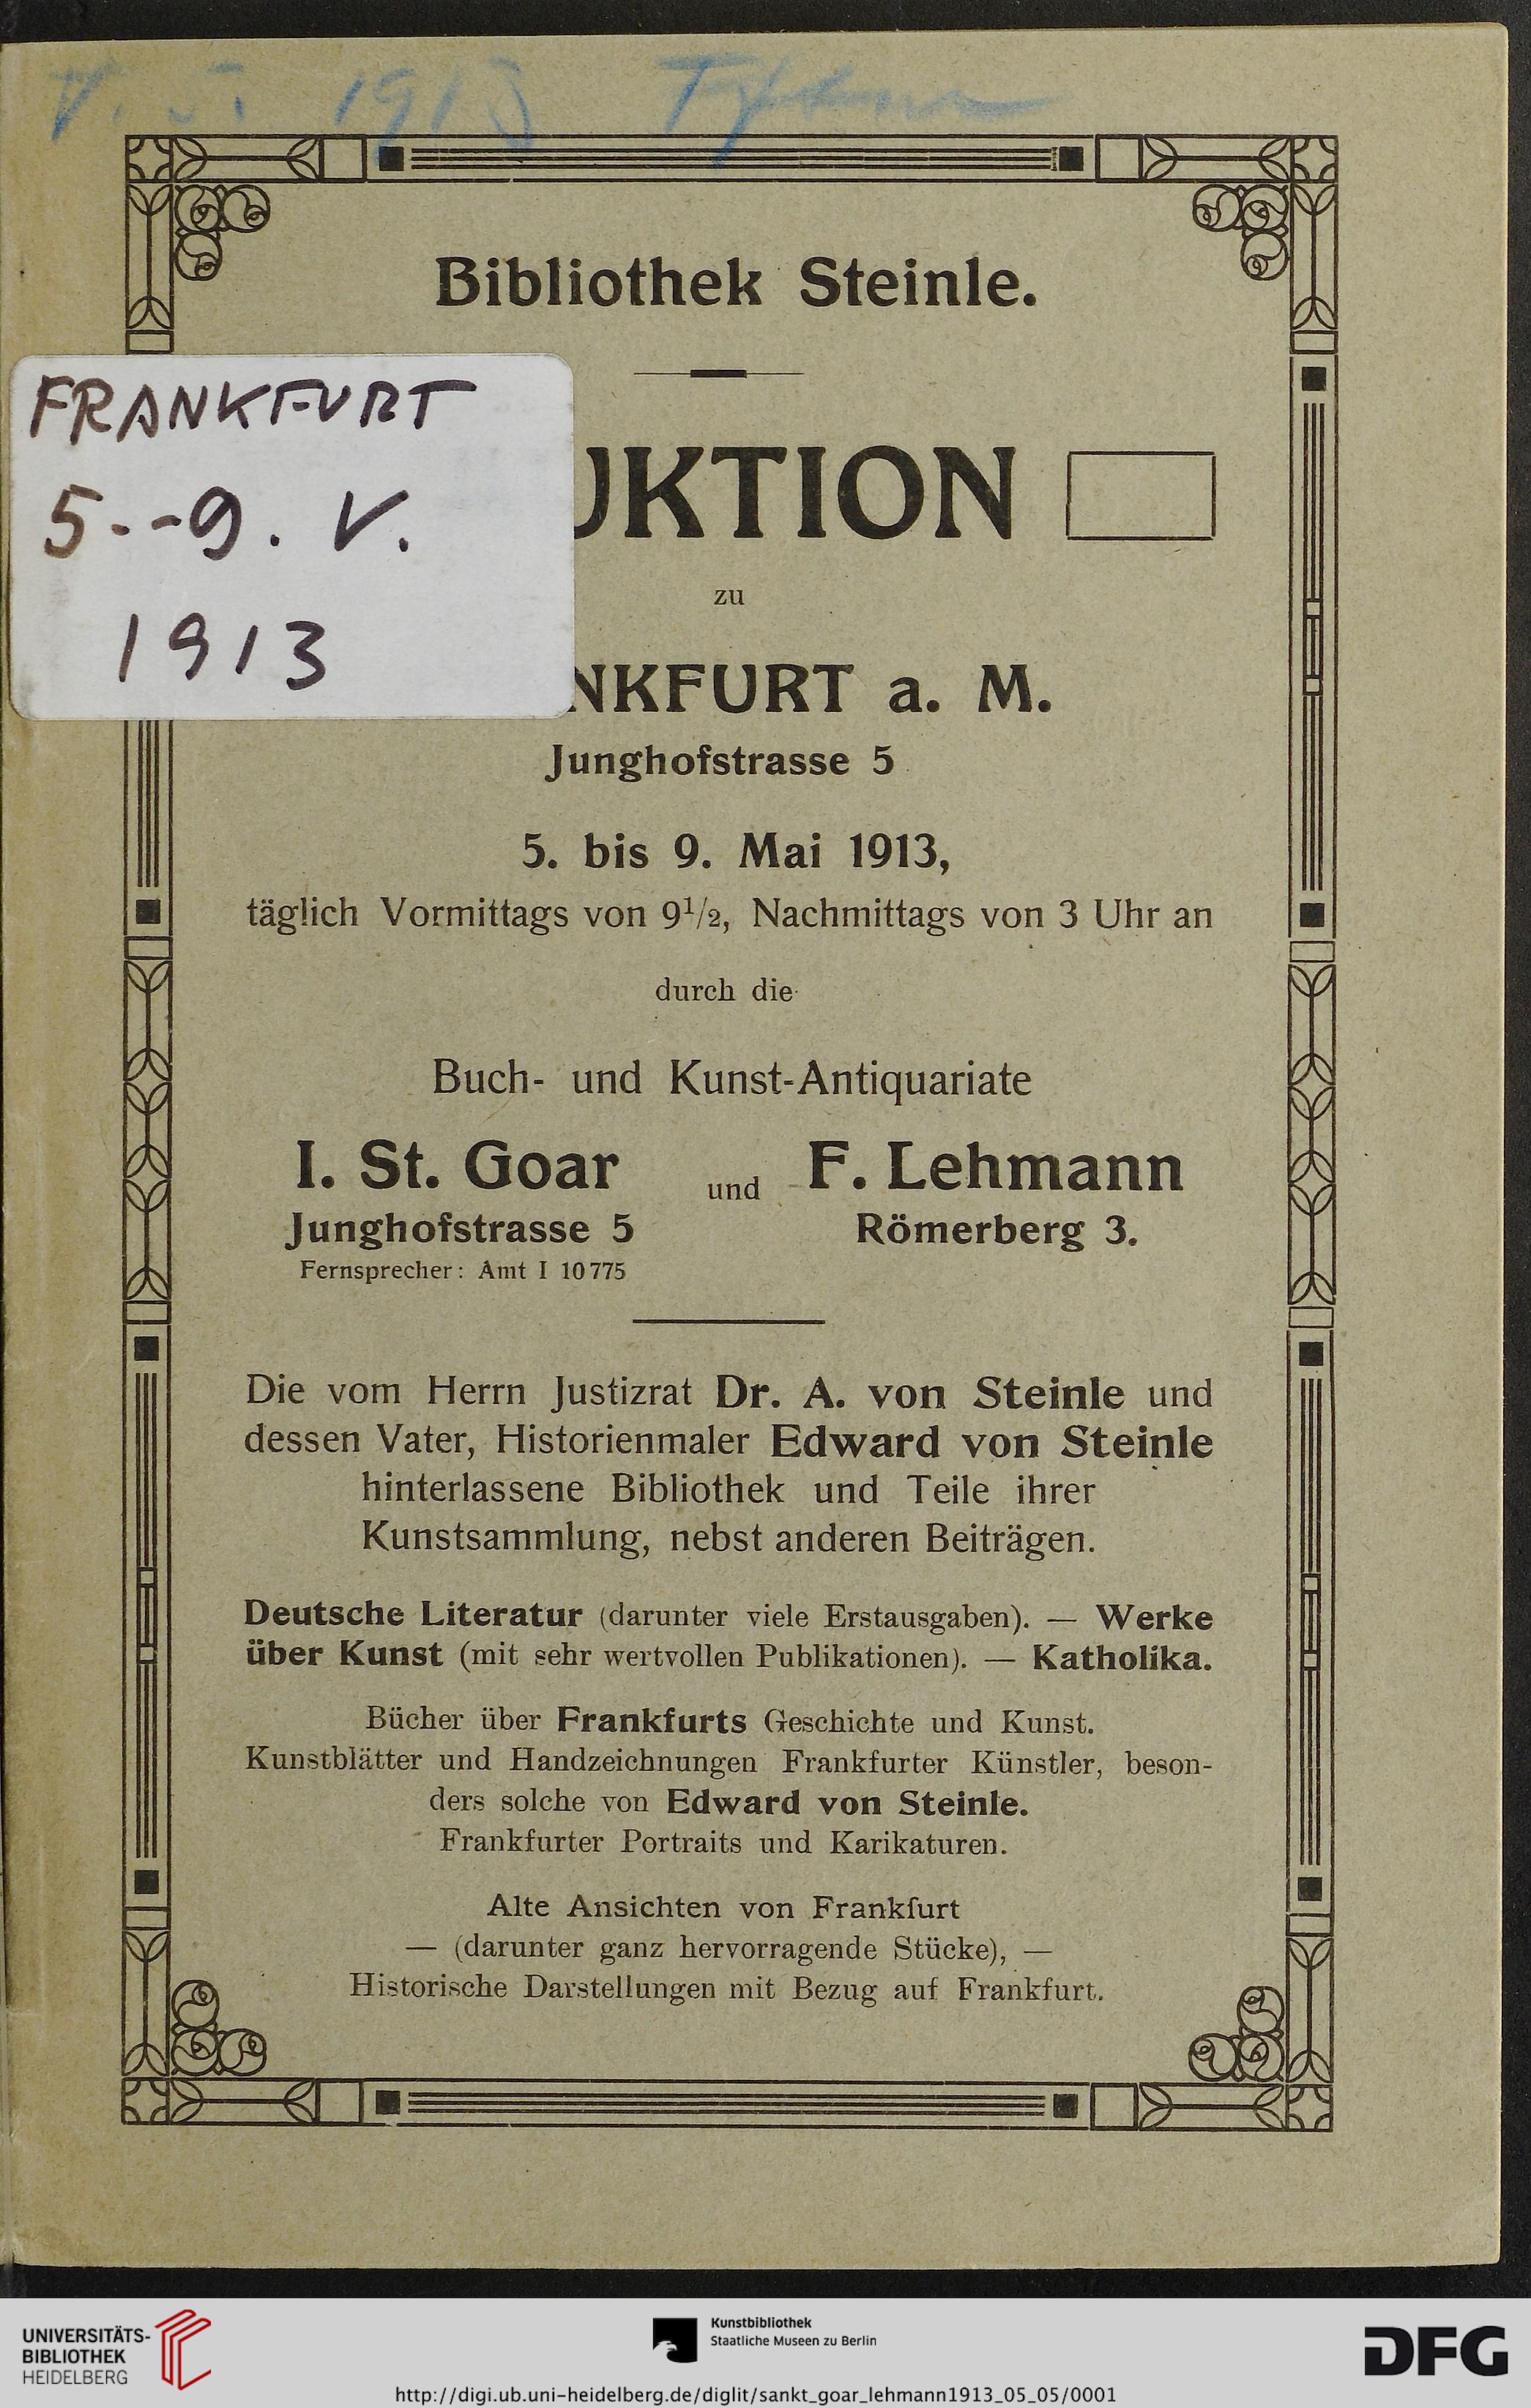 V. 5. 1913
Bibliothek Steinle.
FRANKFURT
5.-9. V.
1913
UKTION
zu
NKFURT a. M.
Junghofstrasse 5
5. bis 9. Mai 1913,
täglich Vormittags von 9¹/₂, Nachmittags von 3 Uhr an
durch die
Buch- und Kunst-Antiquariate
I. St. Goar und F. Lehmann
Junghofstrasse 5 Römerberg 3.
Fernsprecher: Amt I 10775
Die vom Herrn Justizrat Dr. A. von Steinle und
dessen Vater, Historienmaler Edward von Steinle
hinterlassene Bibliothek und Teile ihrer
Kunstsammlung, nebst anderen Beiträgen.
Deutsche Literatur (darunter viele Erstausgaben). — Werke
über Kunst (mit sehr wertvollen Publikationen). — Katholika.
Bücher über Frankfurts Geschichte und Kunst.
Kunstblätter und Handzeichnungen Frankfurter Künstler, beson-
ders solche von Edward von Steinle.
Frankfurter Portraits und Karikaturen.
Alte Ansichten von Frankfurt
— (darunter ganz hervorragende Stücke), —
Historische Darstellungen mit Bezug auf Frankfurt.
UNIVERSITÄTS-
BIBLIOTHEK
HEIDELBERG
Kunstbibliothek
Staatliche Museen zu Berlin
DFG
http://digi.ub.uni-heidelberg.de/diglit/sankt_goar_lehmann1913_05_05/0001